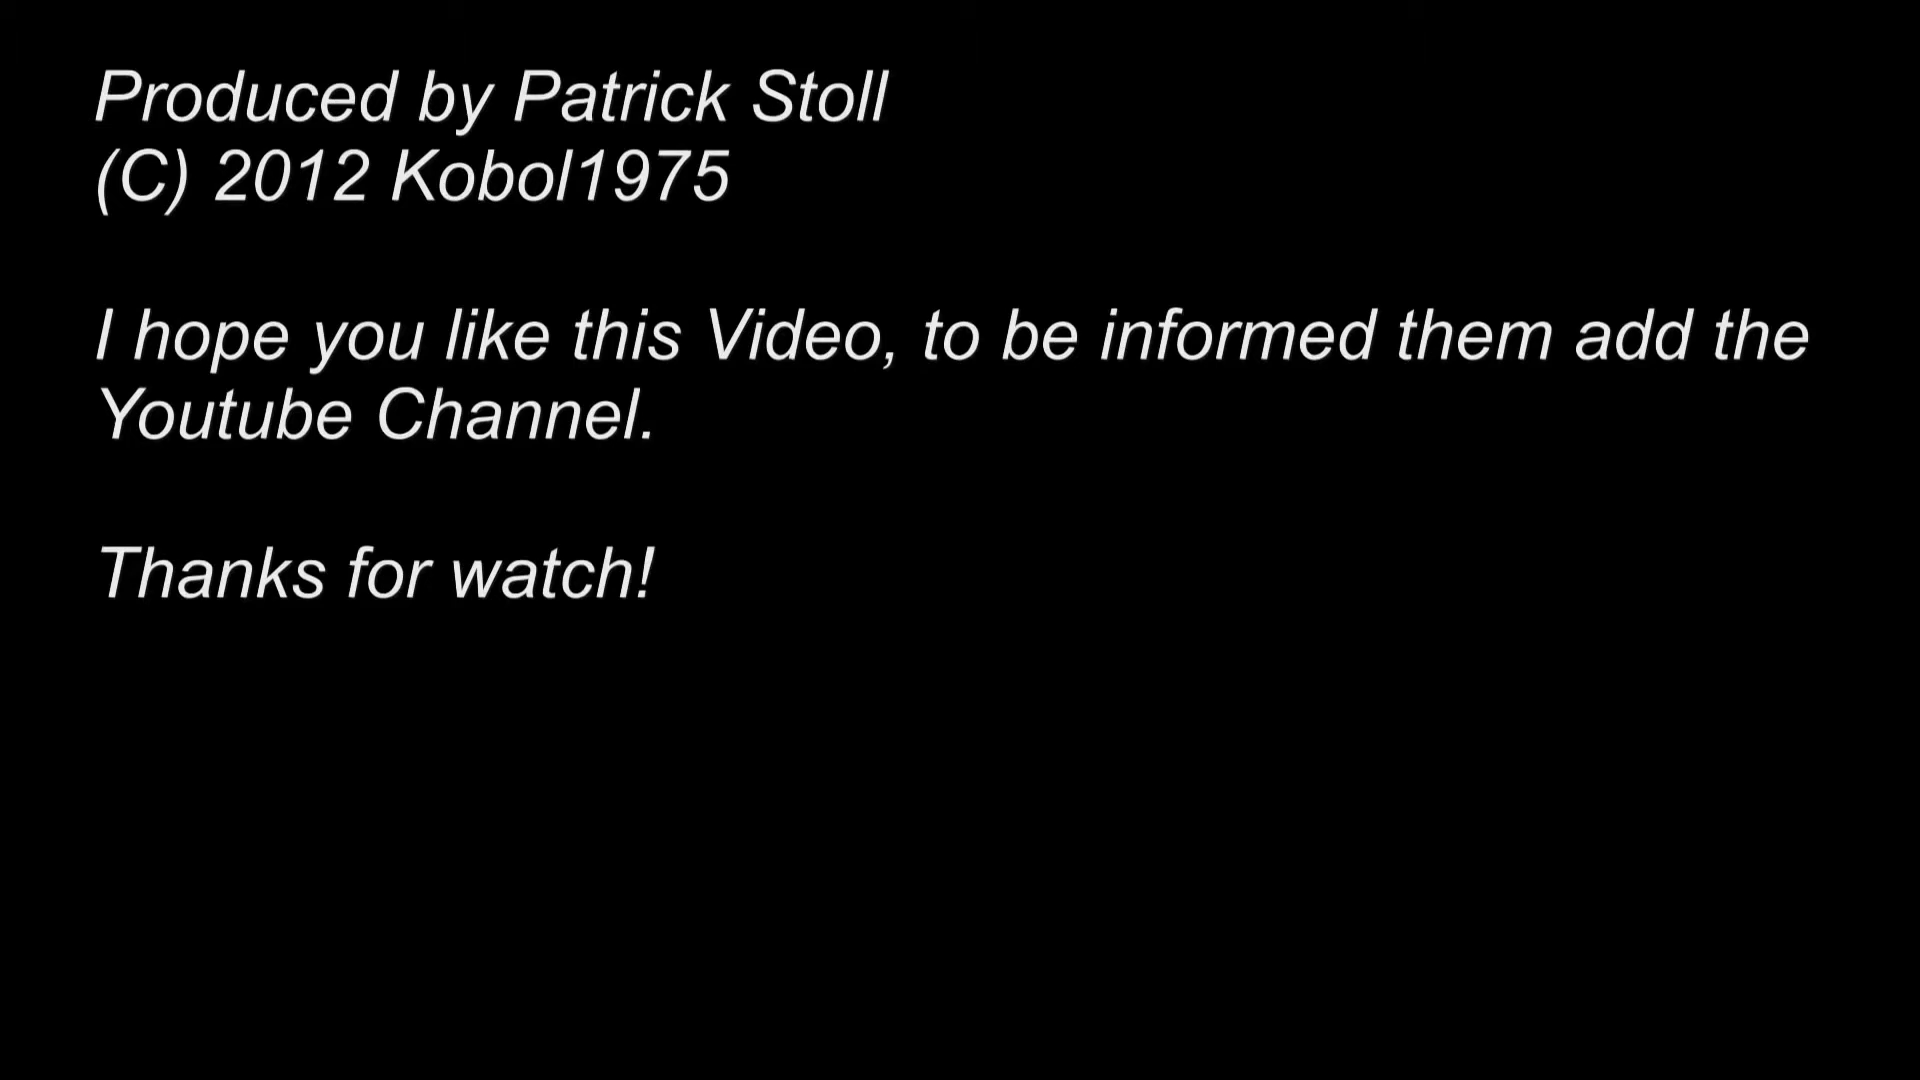 Produced by Patrick Stoll
(C) 2012 Kobol1975
I hope you like this Video, to be informed them add the
Youtube Channel.
Thanks for watch!